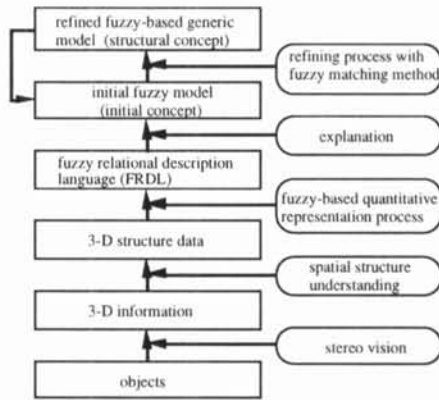 refined fuzzy-based generic
model (structural concept)
refining process with
fuzzy matching method
initial fuzzy model
(initial concept)
explanation
fuzzy relational description
language (FRDL)
fuzzy-based quantitative
representation process
3-D structure data
spatial structure
understanding
3-D information
stereo vision
objects